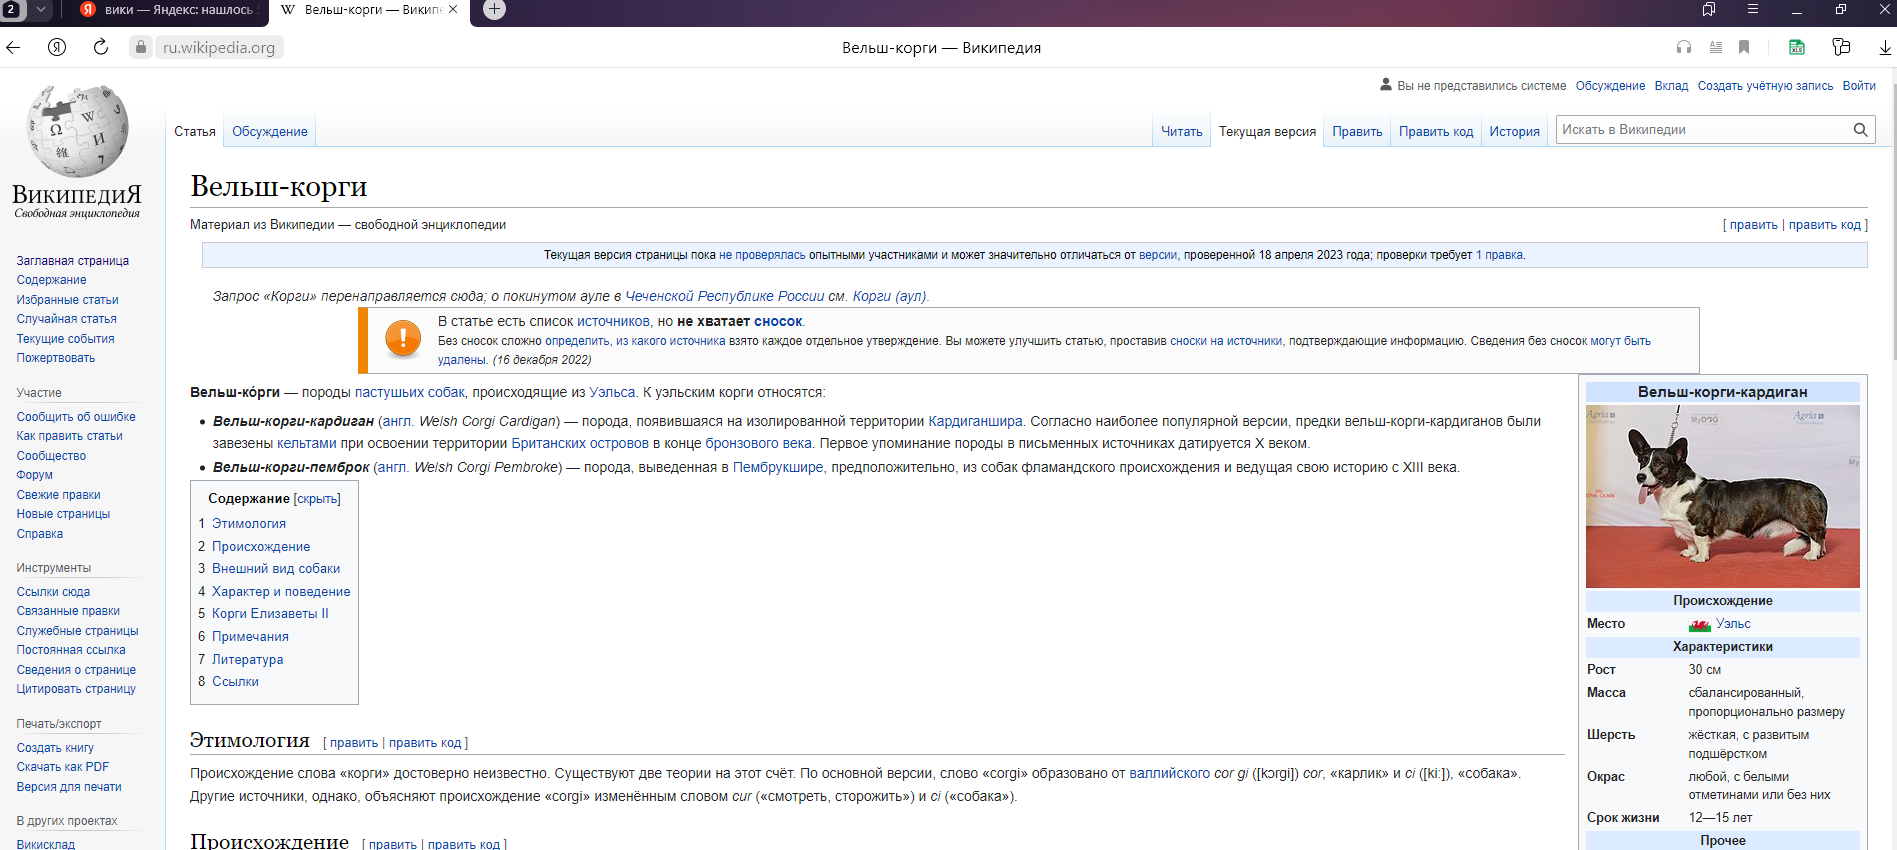 2
вики — Яндекс: нашлось
Вельш-корги — Википе
ru.wikipedia.org
Вельш-корги — Википедия
Вы не представились системе Обсуждение Вклад Создать учётную запись Войти
ВикипедиЯ
Свободная энциклопедия
Статья Обсуждение Читать Текущая версия Править Править код История Искать в Википедии
Вельш-корги
Материал из Википедии — свободной энциклопедии [ править | править код ]
Текущая версия страницы пока не проверялась опытными участниками и может значительно отличаться от версии, проверенной 18 апреля 2023 года; проверки требует 1 правка.
Запрос «Корги» перенаправляется сюда; о покинутом ауле в Чеченской Республике России см. Корги (аул).
В статье есть список источников, но не хватает сносок.
Без сносок сложно определить, из какого источника взято каждое отдельное утверждение. Вы можете улучшить статью, проставив сноски на источники, подтверждающие информацию. Сведения без сносок могут быть
удалены. (16 декабря 2022)
Вельш-ко́рги — породы пастушьих собак, происходящие из Уэльса. К уэльским корги относятся:
• Вельш-корги-кардиган (англ. Welsh Corgi Cardigan) — порода, появившаяся на изолированной территории Кардиганшира. Согласно наиболее популярной версии, предки вельш-корги-кардиганов были
завезены кельтами при освоении территории Британских островов в конце бронзового века. Первое упоминание породы в письменных источниках датируется X веком.
• Вельш-корги-пемброк (англ. Welsh Corgi Pembroke) — порода, выведенная в Пембрукшире, предположительно, из собак фламандского происхождения и ведущая свою историю с XIII века.
Содержание [скрыть]
1 Этимология
2 Происхождение
3 Внешний вид собаки
4 Характер и поведение
5 Корги Елизаветы II
6 Примечания
7 Литература
8 Ссылки
Этимология [ править | править код ]
Происхождение слова «корги» достоверно неизвестно. Существуют две теории на этот счёт. По основной версии, слово «corgi» образовано от валлийского cor gi ([kɔrgi]) cor, «карлик» и ci ([kiː]), «собака».
Другие источники, однако, объясняют происхождение «corgi» изменённым словом cur («смотреть, сторожить») и ci («собака»).
Происхождение [ править | править код ]
Вельш-корги-кардиган
Agria
MyDOG
Agria
Происхождение
Место Уэльс
Характеристики
Рост 30 см
Масса сбалансированный,
пропорционально размеру
Шерсть жёсткая, с развитым
подшёрстком
Окрас любой, с белыми
отметинами или без них
Срок жизни 12—15 лет
Прочее
Заглавная страница
Содержание
Избранные статьи
Случайная статья
Текущие события
Пожертвовать
Участие
Сообщить об ошибке
Как править статьи
Сообщество
Форум
Свежие правки
Новые страницы
Справка
Инструменты
Ссылки сюда
Связанные правки
Служебные страницы
Постоянная ссылка
Сведения о странице
Цитировать страницу
Печать/экспорт
Создать книгу
Скачать как PDF
Версия для печати
В других проектах
Викисклад